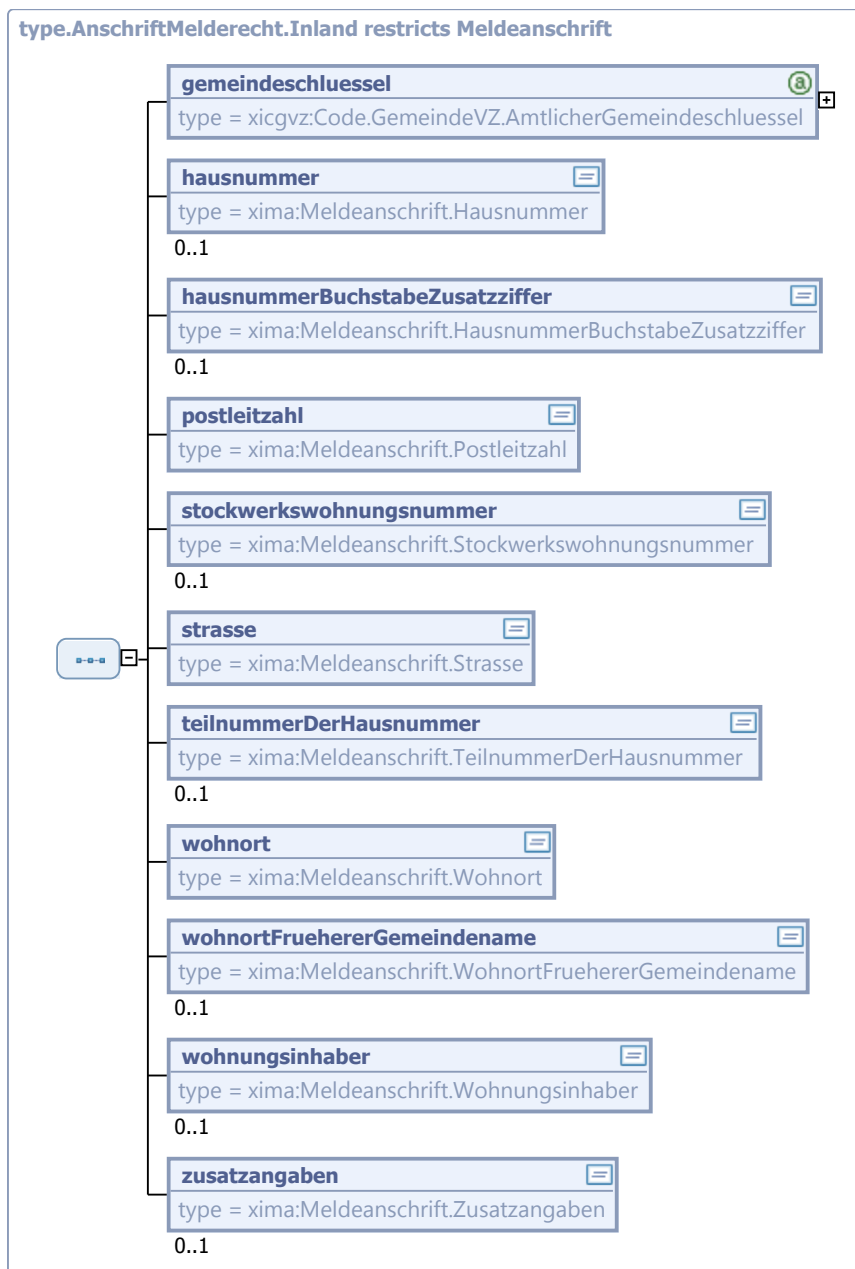 type.AnschriftMelderecht.Inland restricts Meldeanschrift
gemeindeschluessel
type = xicgvz:Code.GemeindeVZ.AmtlicherGemeindeschluessel
hausnummer
type = xima:Meldeanschrift.Hausnummer
0..1
hausnummerBuchstabeZusatzziffer
type = xima:Meldeanschrift.HausnummerBuchstabeZusatzziffer
0..1
postleitzahl
type = xima:Meldeanschrift.Postleitzahl
stockwerkswohnungsnummer
type = xima:Meldeanschrift.Stockwerkswohnungsnummer
0..1
strasse
type = xima:Meldeanschrift.Strasse
teilnummerDerHausnummer
type = xima:Meldeanschrift.TeilnummerDerHausnummer
0..1
wohnort
type = xima:Meldeanschrift.Wohnort
wohnortFruehererGemeindename
type = xima:Meldeanschrift.WohnortFruehererGemeindename
0..1
wohnungsinhaber
type = xima:Meldeanschrift.Wohnungsinhaber
0..1
zusatzangaben
type = xima:Meldeanschrift.Zusatzangaben
0..1